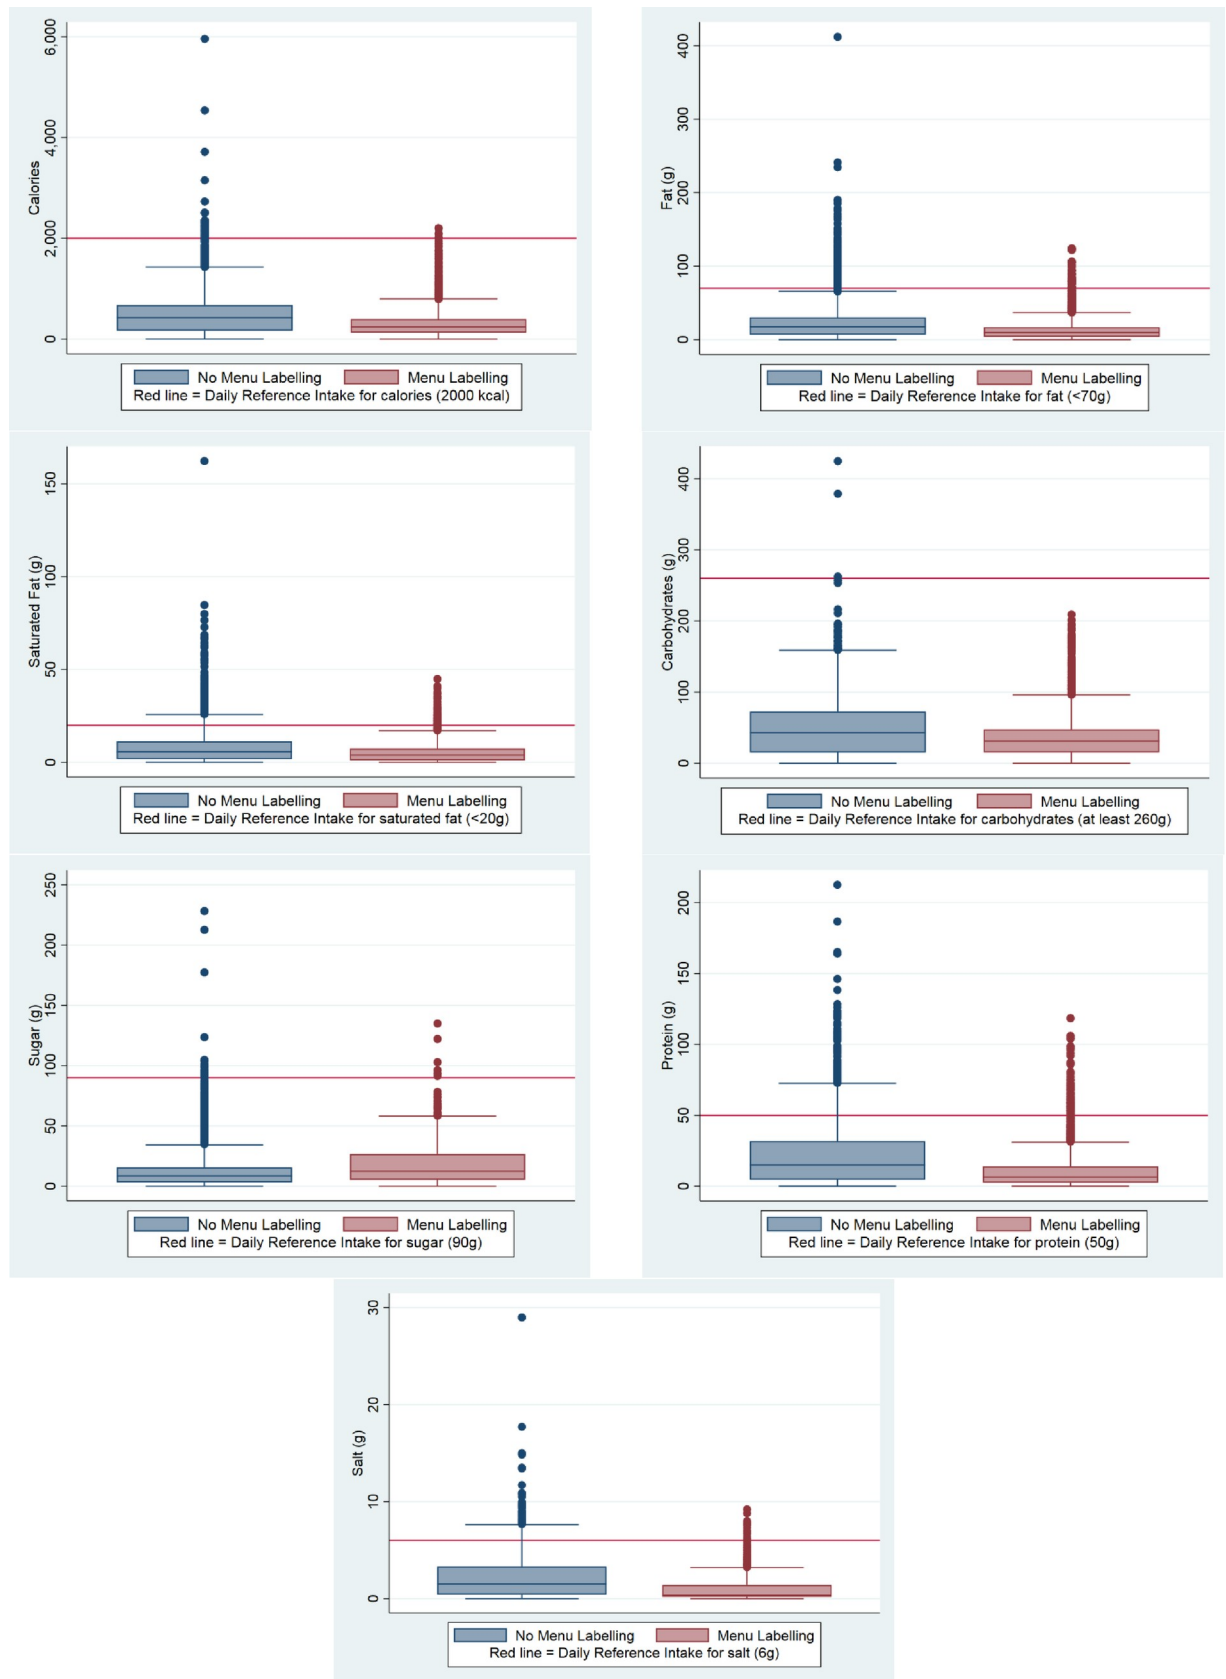 Calories
6,000
4,000
2,000
0
No Menu Labelling
Menu Labelling
Red line = Daily Reference Intake for calories (2000 kcal)
Fat (g)
400
300
200
100
0
No Menu Labelling
Menu Labelling
Red line = Daily Reference Intake for fat (<70g)
Saturated Fat (g)
150
100
50
0
No Menu Labelling
Menu Labelling
Red line = Daily Reference Intake for saturated fat (<20g)
Carbohydrates (g)
400
300
200
100
0
No Menu Labelling
Menu Labelling
Red line = Daily Reference Intake for carbohydrates (at least 260g)
Sugar (g)
250
200
150
100
50
0
No Menu Labelling
Menu Labelling
Red line = Daily Reference Intake for sugar (90g)
Protein (g)
200
150
100
50
0
No Menu Labelling
Menu Labelling
Red line = Daily Reference Intake for protein (50g)
Salt (g)
30
20
10
0
No Menu Labelling
Menu Labelling
Red line = Daily Reference Intake for salt (6g)